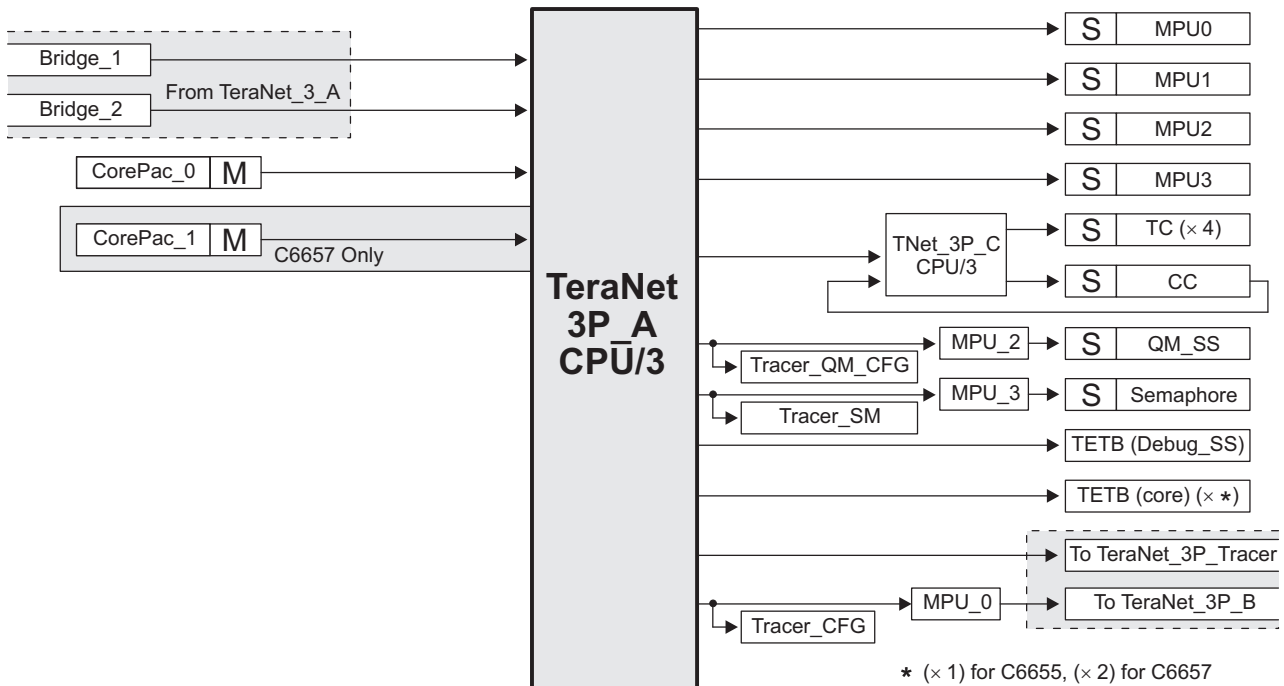 Bridge_1
From TeraNet_3_A
Bridge_2
CorePac_0 M
CorePac_1 M
C6657 Only
TeraNet
3P_A
CPU/3
S MPU0
S MPU1
S MPU2
S MPU3
TNet_3P_C
CPU/3
S TC (× 4)
S CC
MPU_2
S QM_SS
Tracer_QM_CFG
MPU_3
S Semaphore
Tracer_SM
TETB (Debug_SS)
TETB (core) (× *)
To TeraNet_3P_Tracer
MPU_0
To TeraNet_3P_B
Tracer_CFG
* (× 1) for C6655, (× 2) for C6657